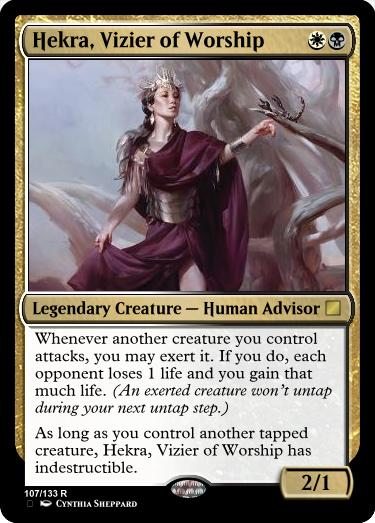 Hekra, Vizier of Worship
Legendary Creature — Human Advisor
Whenever another creature you control
attacks, you may exert it. If you do, each
opponent loses 1 life and you gain that
much life. (An exerted creature won't untap
during your next untap step.)
As long as you control another tapped
creature, Hekra, Vizier of Worship has
indestructible.
2/1
107/133 R
Cynthia Sheppard